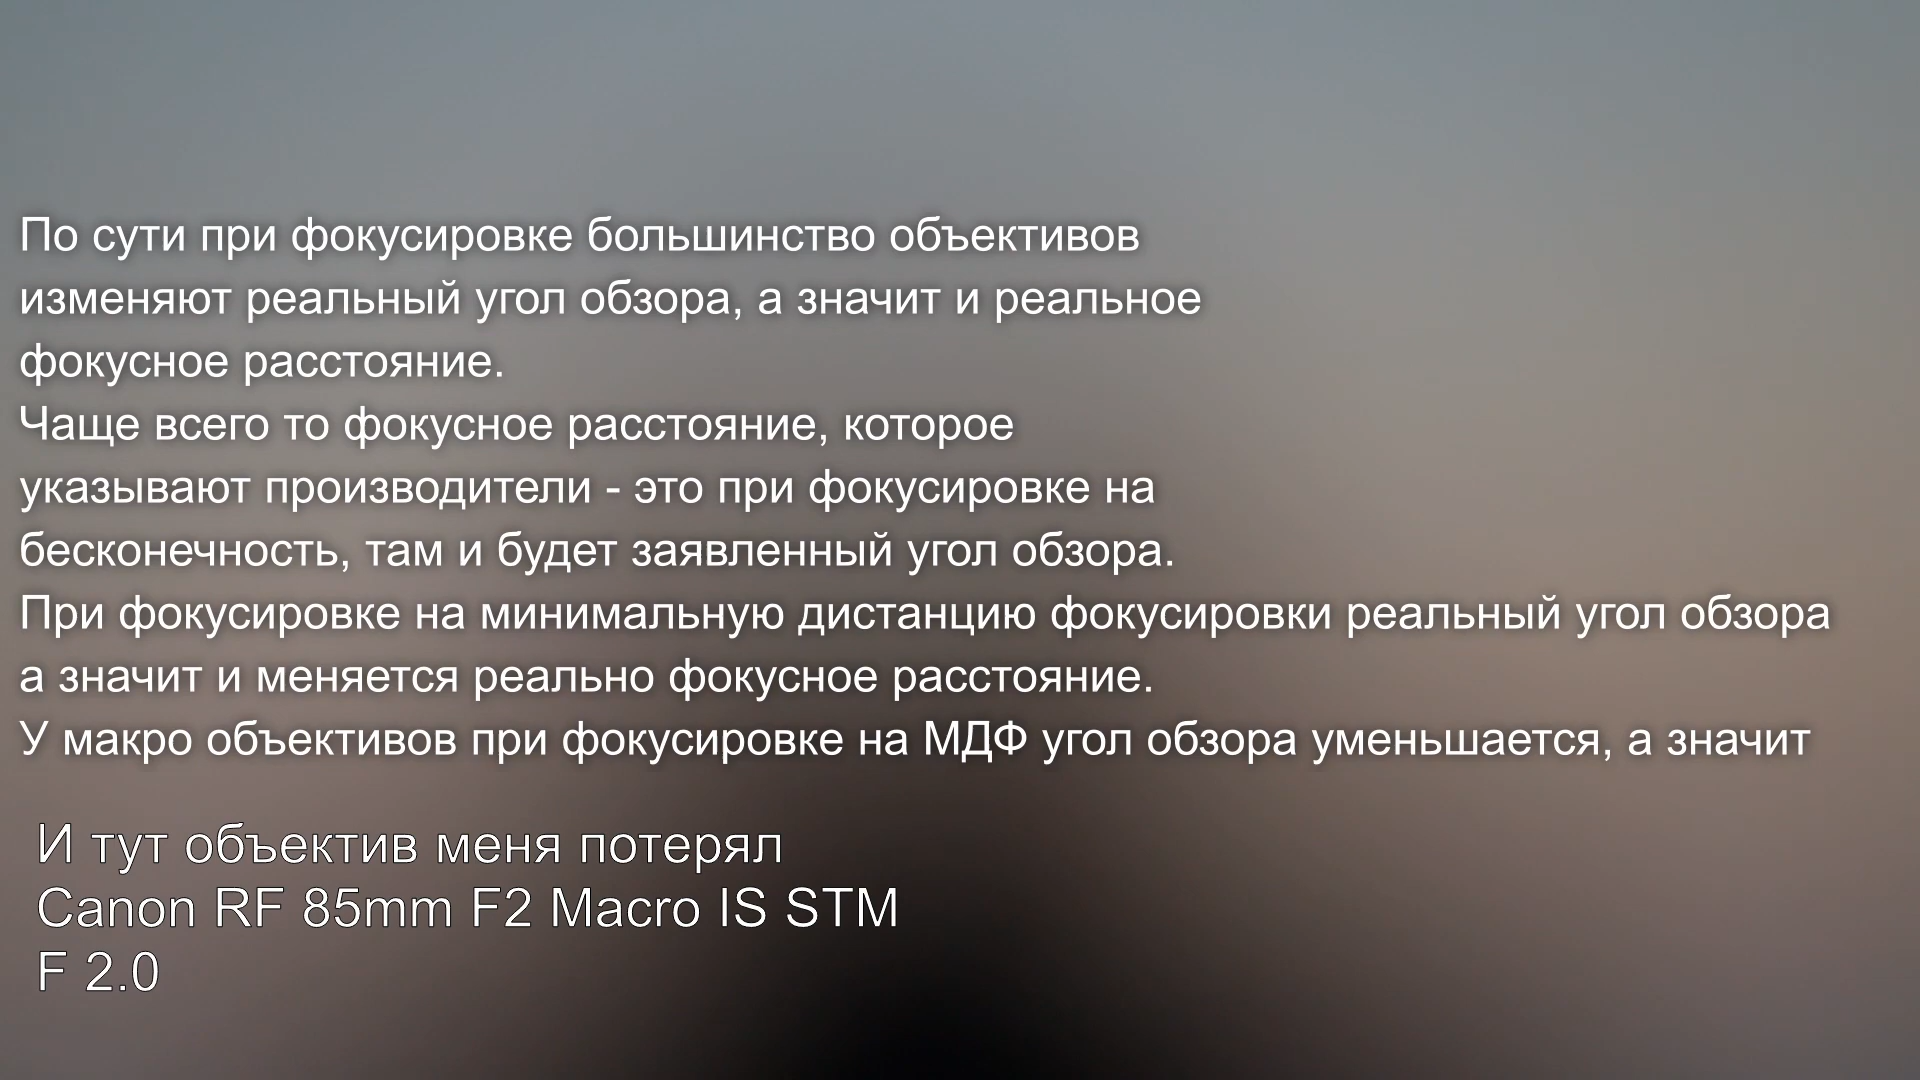 По сути при фокусировке большинство объективов
изменяют реальный угол обзора, а значит и реальное
фокусное расстояние.
Чаще всего то фокусное расстояние, которое
указывают производители - это при фокусировке на
бесконечность, там и будет заявленный угол обзора.
При фокусировке на минимальную дистанцию фокусировки реальный угол обзора
а значит и меняется реально фокусное расстояние.
У макро объективов при фокусировке на МДФ угол обзора уменьшается, а значит
И тут объектив меня потерял
Canon RF 85mm F2 Macro IS STM
F 2.0